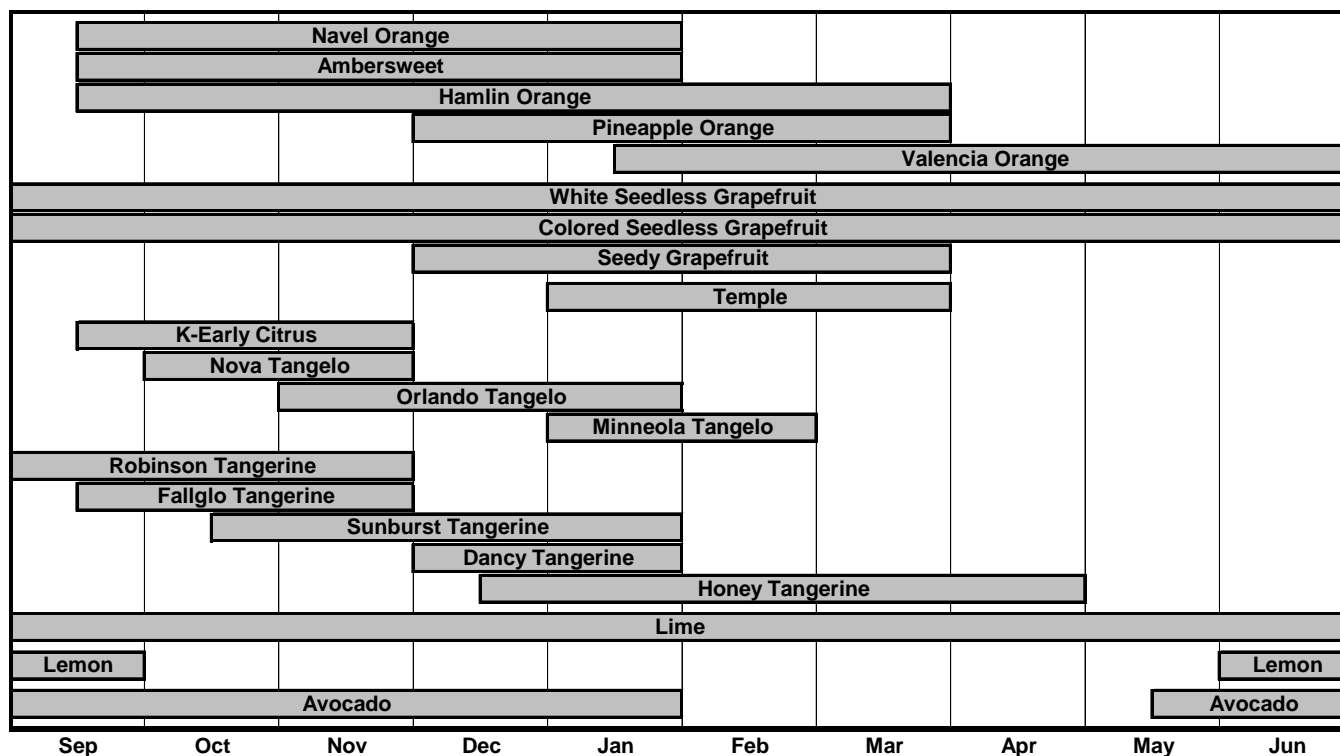 Navel Orange
Ambersweet
Hamlin Orange
Pineapple Orange
Valencia Orange
White Seedless Grapefruit
Colored Seedless Grapefruit
Seedy Grapefruit
Temple
K-Early Citrus
Nova Tangelo
Orlando Tangelo
Minneola Tangelo
Robinson Tangerine
Fallglo Tangerine
Sunburst Tangerine
Dancy Tangerine
Honey Tangerine
Lime
Lemon Lemon
Avocado Avocado
Sep Oct Nov Dec Jan Feb Mar Apr May Jun